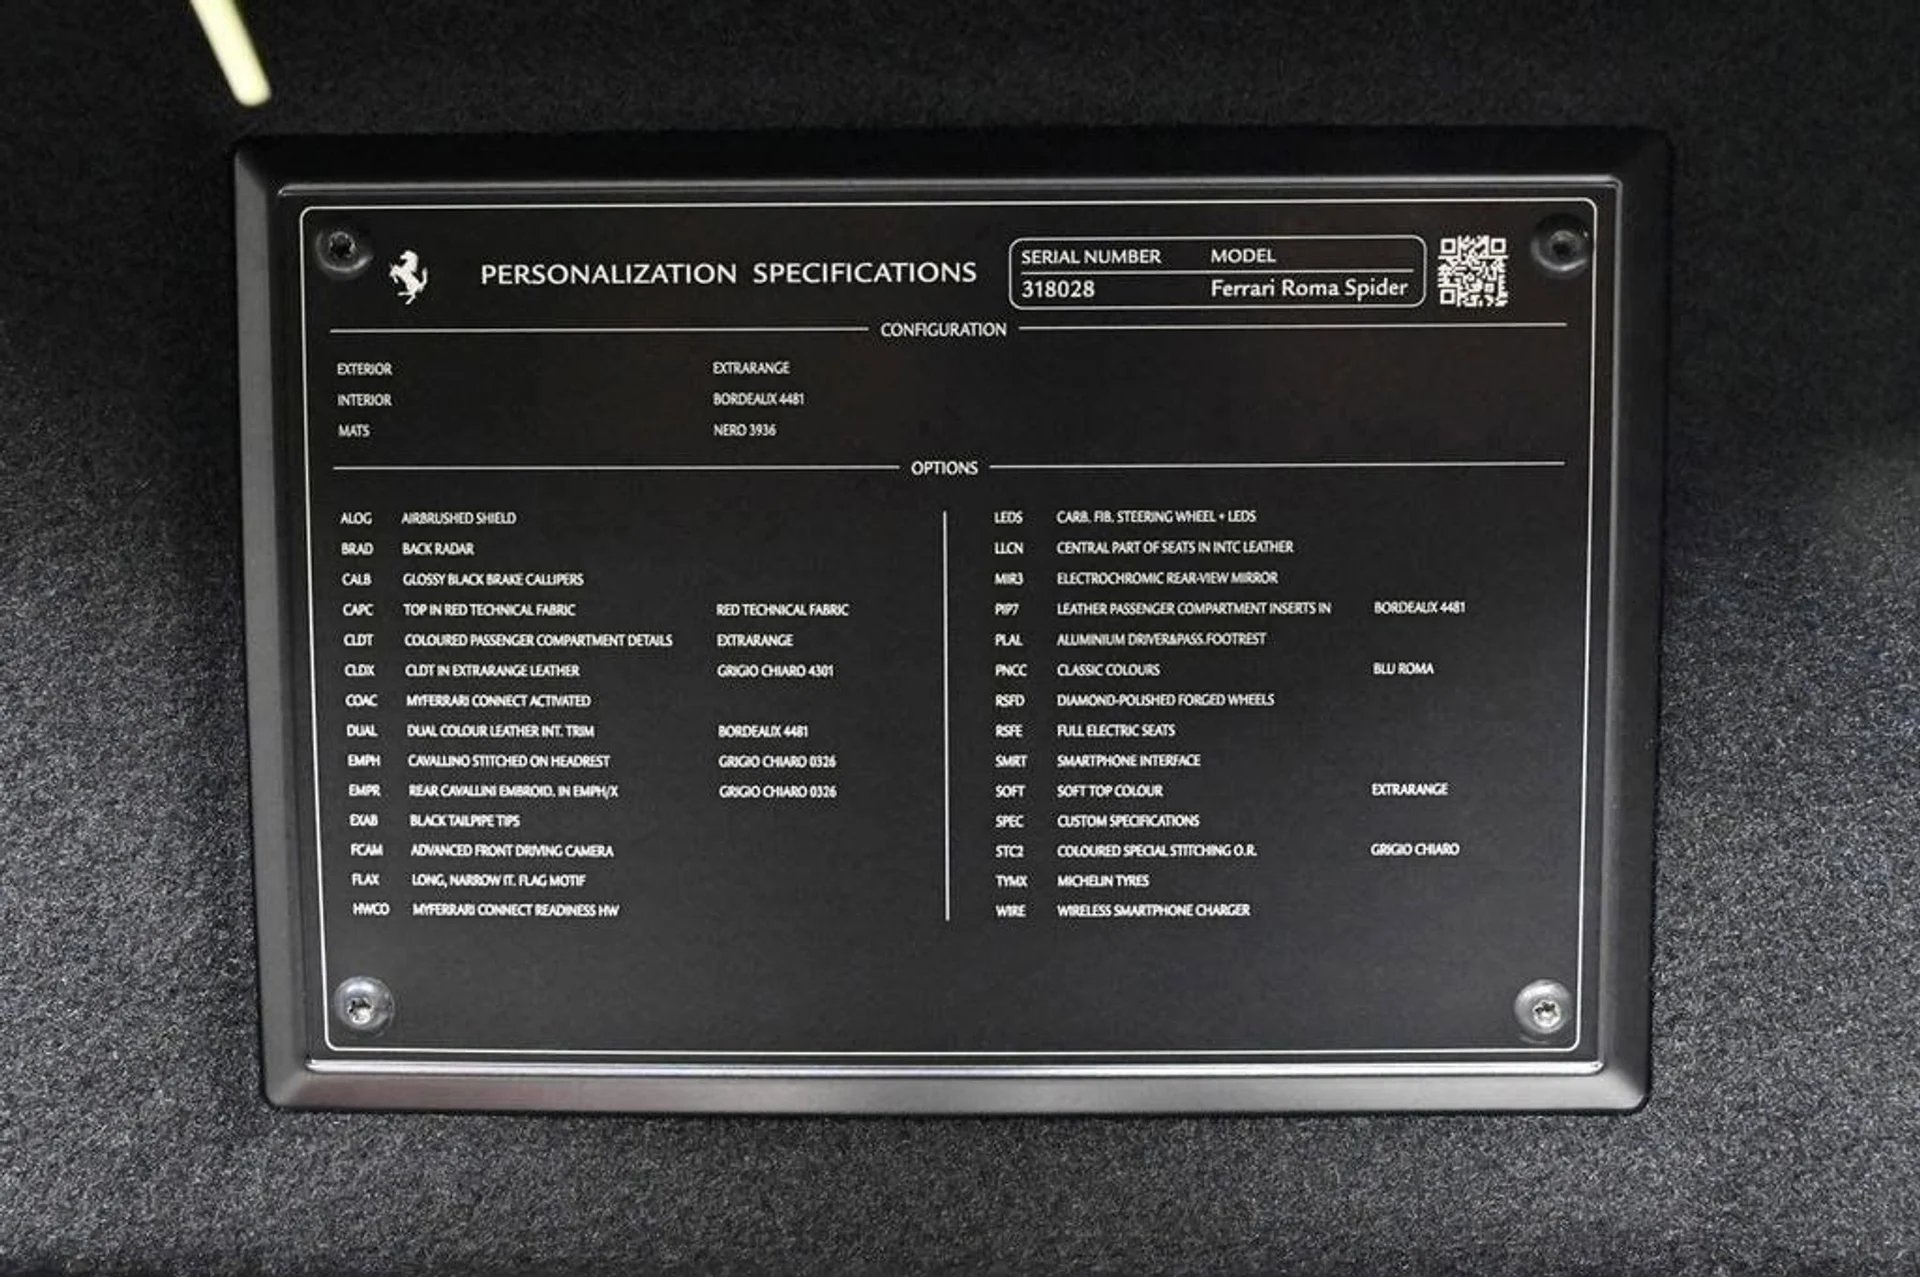 PERSONALIZATION SPECIFICATIONS
SERIAL NUMBER MODEL
318028 Ferrari Roma Spider
CONFIGURATION
EXTERIOR EXTRARANGE
INTERIOR BORDEAUX 4481
MATS NERO 3936
OPTIONS
ALOG AIRBRUSHED SHIELD
BRAD BACK RADAR
CALB GLOSSY BLACK BRAKE CALLIPERS
CAPC TOP IN RED TECHNICAL FABRIC RED TECHNICAL FABRIC
CLDT COLOURED PASSENGER COMPARTMENT DETAILS EXTRARANGE
CLDX CLDT IN EXTRARANGE LEATHER GRIGIO CHIARO 4301
COAC MYFERRARI CONNECT ACTIVATED
DUAL DUAL COLOUR LEATHER INT. TRIM BORDEAUX 4481
EMPH CAVALLINO STITCHED ON HEADREST GRIGIO CHIARO 0326
EMPR REAR CAVALLINI EMBROID. IN EMPH/X GRIGIO CHIARO 0326
EXAB BLACK TAILPIPE TIPS
FCAM ADVANCED FRONT DRIVING CAMERA
FLAX LONG, NARROW IT. FLAG MOTIF
HWCO MYFERRARI CONNECT READINESS HW
LEDS CARB. FIB. STEERING WHEEL + LEDS
LLCN CENTRAL PART OF SEATS IN INTC LEATHER
MIR3 ELECTROCHROMIC REAR-VIEW MIRROR
PIP7 LEATHER PASSENGER COMPARTMENT INSERTS IN BORDEAUX 4481
PLAL ALUMINIUM DRIVER&PASS.FOOTREST
PNCC CLASSIC COLOURS BLU ROMA
RSFD DIAMOND-POLISHED FORGED WHEELS
RSFE FULL ELECTRIC SEATS
SMRT SMARTPHONE INTERFACE
SOFT SOFT TOP COLOUR EXTRARANGE
SPEC CUSTOM SPECIFICATIONS
STC2 COLOURED SPECIAL STITCHING O.R. GRIGIO CHIARO
TYMX MICHELIN TYRES
WIRE WIRELESS SMARTPHONE CHARGER